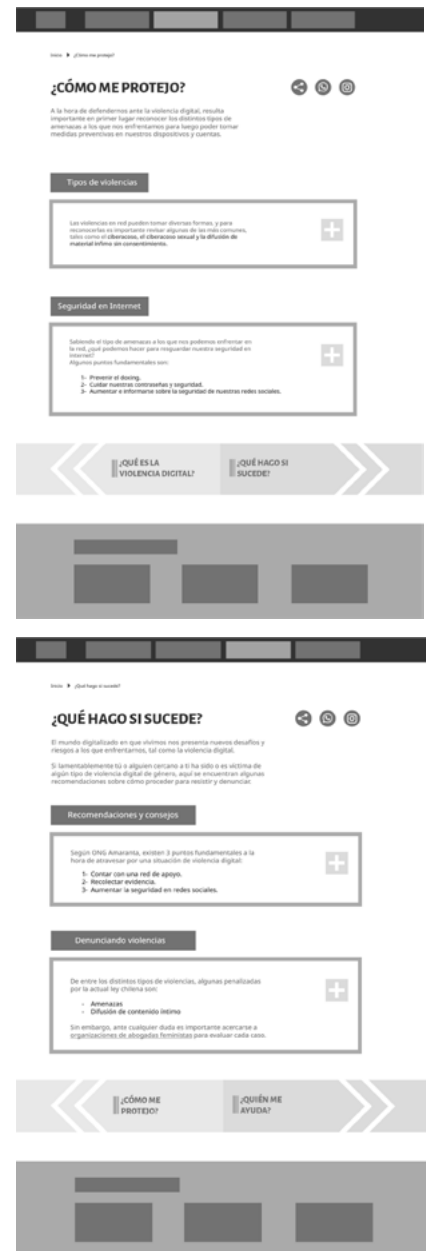 Inicio ¿Cómo me protejo?
¿CÓMO ME PROTEJO?
A la hora de defendernos ante la violencia digital, resulta
importante en primer lugar reconocer los distintos tipos de
amenazas a los que nos enfrentamos para luego poder tomar
medidas preventivas en nuestros dispositivos y cuentas.
Tipos de violencias
Las violencias en red pueden tomar diversas formas, y para
reconocerlas es importante revisar algunas de las más comunes,
tales como el ciberacoso, el ciberacoso sexual y la difusión de
material íntimo sin consentimiento.
Seguridad en Internet
Sabiendo el tipo de amenazas a los que nos podemos enfrentar en
la red, ¿qué podemos hacer para resguardar nuestra seguridad en
internet?
Algunos puntos fundamentales son:
1- Prevenir el doxing.
2- Cuidar nuestras contraseñas y seguridad.
3- Aumentar e informarse sobre la seguridad de nuestras redes sociales.
¿QUÉ ES LA
VIOLENCIA DIGITAL?
¿QUÉ HAGO SI
SUCEDE?
Inicio ¿Qué hago si sucede?
¿QUÉ HAGO SI SUCEDE?
El mundo digitalizado en que vivimos nos presenta nuevos desafíos y
riesgos a los que enfrentarnos, tal como la violencia digital.
Si lamentablemente tú o alguien cercano a ti ha sido o es víctima de
algún tipo de violencia digital de género, aquí se encuentran algunas
recomendaciones sobre cómo proceder para resistir y denunciar.
Recomendaciones y consejos
Según ONG Amaranta, existen 3 puntos fundamentales a la
hora de atravesar por una situación de violencia digital:
1- Contar con una red de apoyo.
2- Recolectar evidencia.
3- Aumentar la seguridad en redes sociales.
Denunciando violencias
De entre los distintos tipos de violencias, algunas penalizadas
por la actual ley chilena son:
- Amenazas
- Difusión de contenido íntimo
Sin embargo, ante cualquier duda es importante acercarse a
organizaciones de abogadas feministas para evaluar cada caso.
¿CÓMO ME
PROTEJO?
¿QUIÉN ME
AYUDA?